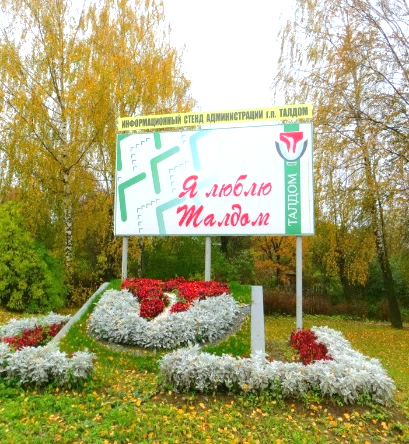 ИНФОРМАЦИОННЫЙ СТЕНД АДМИНИСТРАЦИИ Г.П. ТАЛДОМ
Я люблю
Талдом
ТАЛДОМ